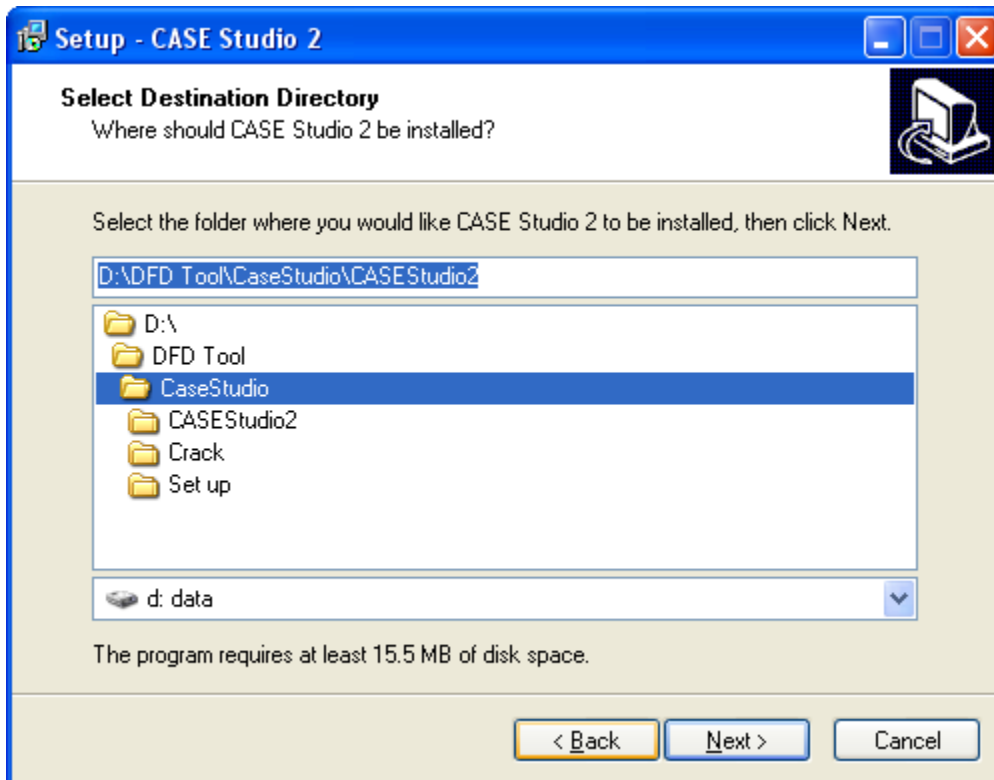 Setup - CASE Studio 2
Select Destination Directory
Where should CASE Studio 2 be installed?
Select the folder where you would like CASE Studio 2 to be installed, then click Next.
D:\DFD Tool\CaseStudio\CASEStudio2
D:\
DFD Tool
CaseStudio
CASEStudio2
Crack
Set up
d: data
The program requires at least 15.5 MB of disk space.
< Back Next > Cancel